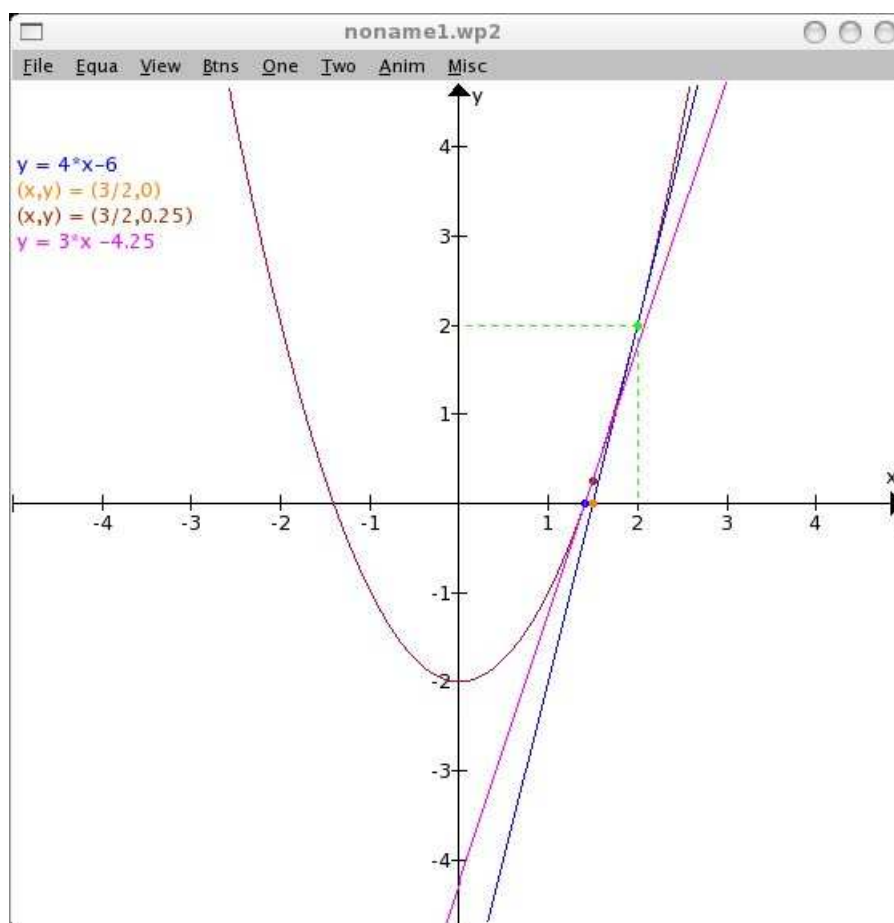 noname1.wp2
File Equa View Btns One Two Anim Misc
y = 4*x-6
(x,y) = (3/2,0)
(x,y) = (3/2,0.25)
y = 3*x -4.25
y
x
4
3
2
1
-4 -3 -2 -1 1 2 3 4
-1
-2
-3
-4